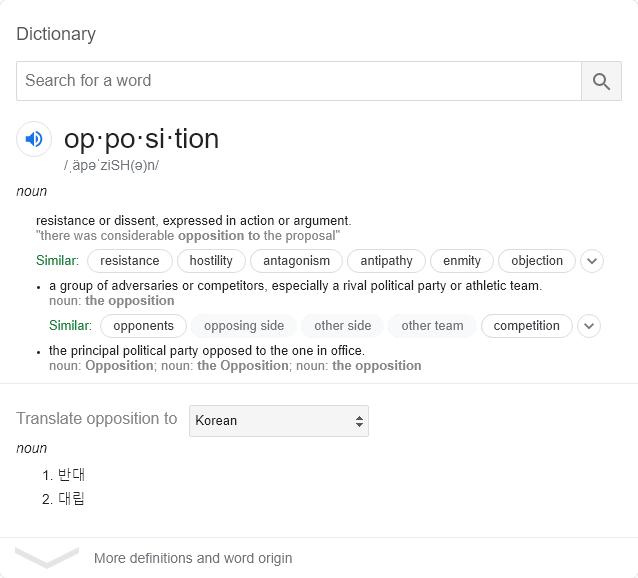 Dictionary
Search for a word
op·po·si·tion
/ˌäpəˈziSH(ə)n/
noun
resistance or dissent, expressed in action or argument.
"there was considerable opposition to the proposal"
Similar: resistance hostility antagonism antipathy enmity objection
• a group of adversaries or competitors, especially a rival political party or athletic team.
noun: the opposition
Similar: opponents opposing side other side other team competition
• the principal political party opposed to the one in office.
noun: Opposition; noun: the Opposition; noun: the opposition
Translate opposition to Korean
noun
1. 반대
2. 대립
More definitions and word origin